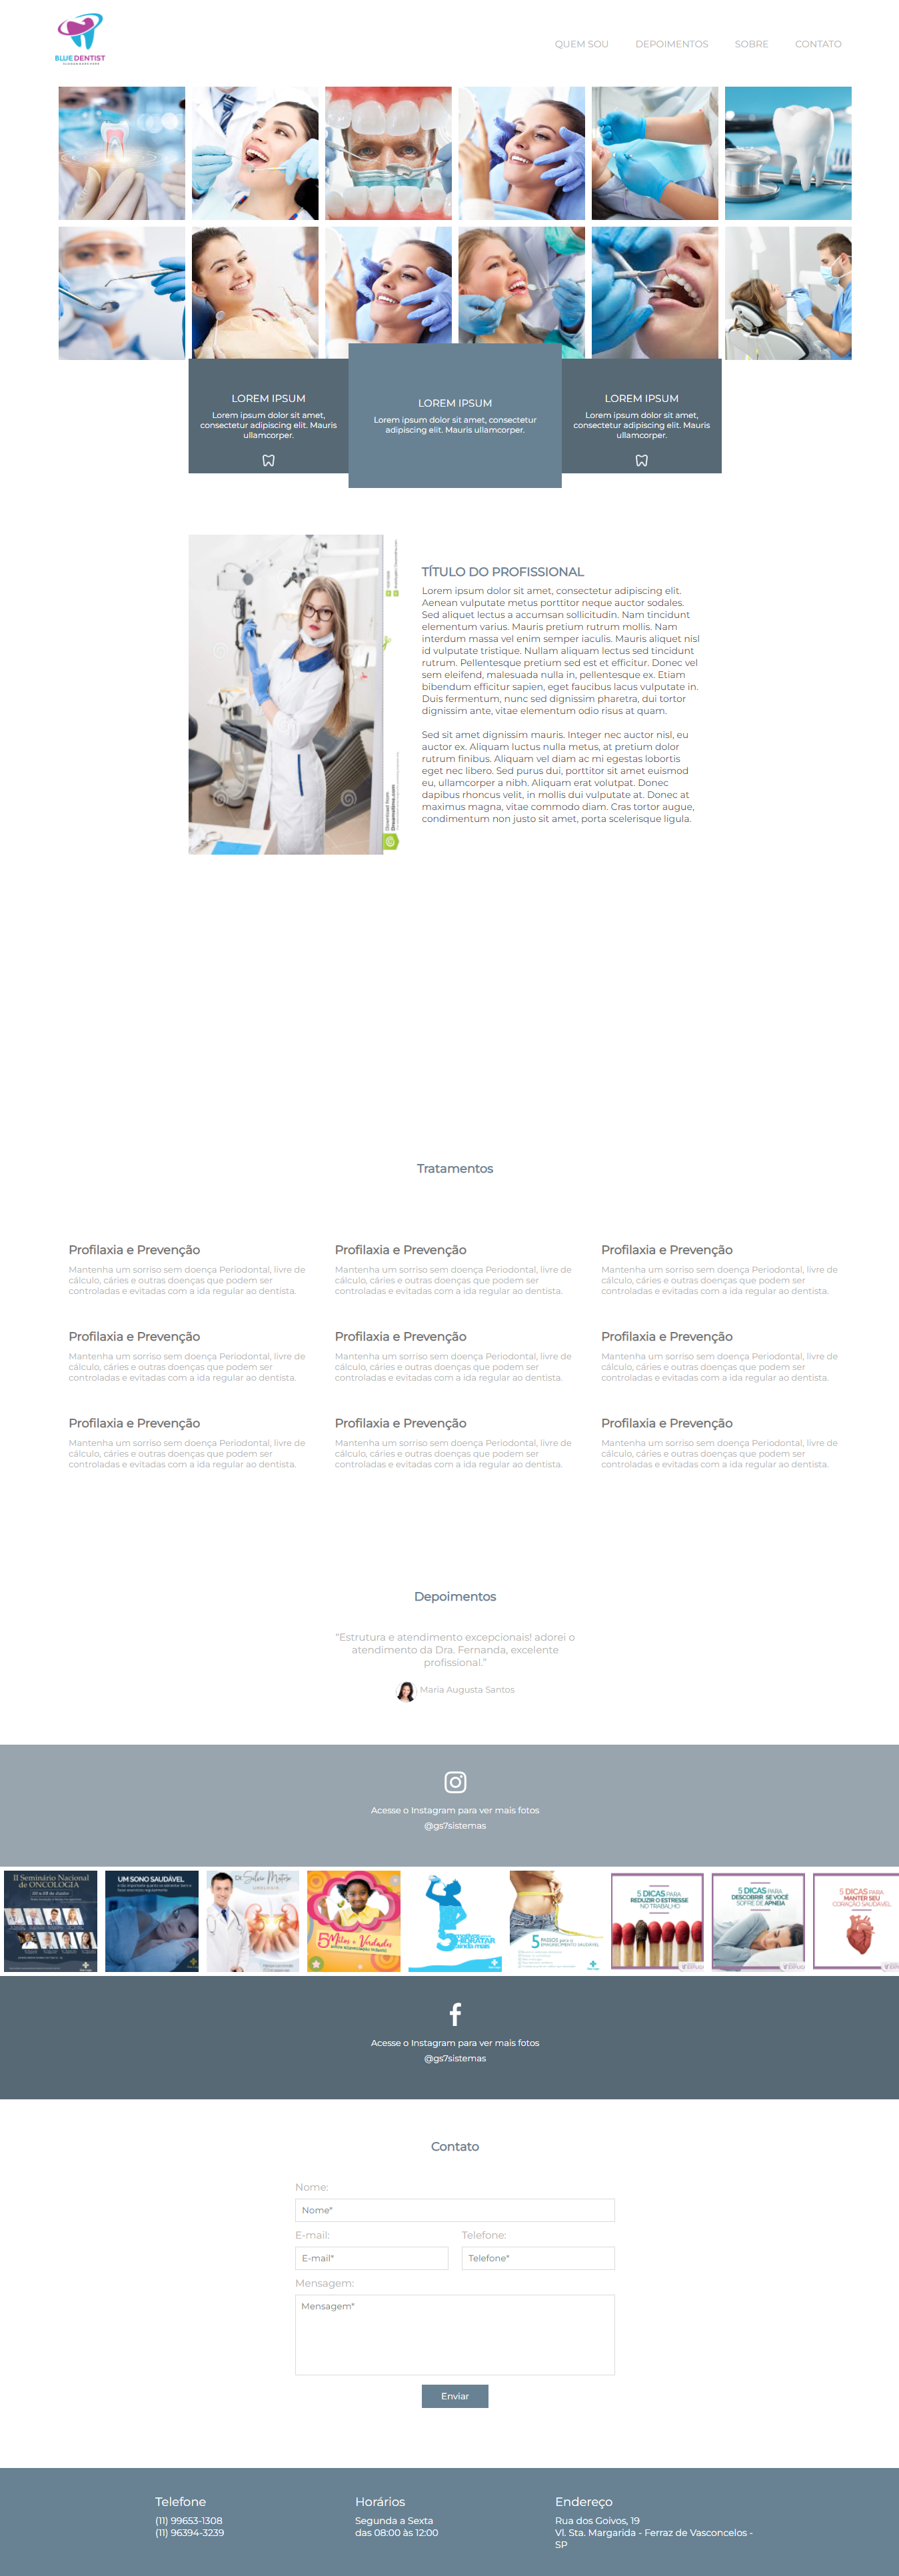 BLUE DENTIST
QUEM SOU DEPOIMENTOS SOBRE CONTATO
LOREM IPSUM
Lorem ipsum dolor sit amet,
consectetur adipiscing elit. Mauris
ullamcorper.
LOREM IPSUM
Lorem ipsum dolor sit amet, consectetur
adipiscing elit. Mauris ullamcorper.
LOREM IPSUM
Lorem ipsum dolor sit amet,
consectetur adipiscing elit. Mauris
ullamcorper.
TÍTULO DO PROFISSIONAL
Lorem ipsum dolor sit amet, consectetur adipiscing elit.
Aenean vulputate metus porttitor neque auctor sodales.
Sed aliquet lectus a accumsan sollicitudin. Nam tincidunt
elementum varius. Mauris pretium rutrum mollis. Nam
interdum massa vel enim semper iaculis. Mauris aliquet nisl
id vulputate tristique. Nullam aliquam lectus sed tincidunt
rutrum. Pellentesque pretium sed est et efficitur. Donec vel
sem eleifend, malesuada nulla in, pellentesque ex. Etiam
bibendum efficitur sapien, eget faucibus lacus vulputate in.
Duis fermentum, nunc sed dignissim pharetra, dui tortor
dignissim ante, vitae elementum odio risus at quam.
Sed sit amet dignissim mauris. Integer nec auctor nisl, eu
auctor ex. Aliquam luctus nulla metus, at pretium dolor
rutrum finibus. Aliquam vel diam ac mi egestas lobortis
eget nec libero. Sed purus dui, porttitor sit amet euismod
eu, ullamcorper a nibh. Aliquam erat volutpat. Donec
dapibus rhoncus velit, in mollis dui vulputate at. Donec at
maximus magna, vitae commodo diam. Cras tortor augue,
condimentum non justo sit amet, porta scelerisque ligula.
Download from
Dreamstime.com
Tratamentos
Profilaxia e Prevenção
Mantenha um sorriso sem doença Periodontal, livre de
cálculo, cáries e outras doenças que podem ser
controladas e evitadas com a ida regular ao dentista.
Profilaxia e Prevenção
Mantenha um sorriso sem doença Periodontal, livre de
cálculo, cáries e outras doenças que podem ser
controladas e evitadas com a ida regular ao dentista.
Profilaxia e Prevenção
Mantenha um sorriso sem doença Periodontal, livre de
cálculo, cáries e outras doenças que podem ser
controladas e evitadas com a ida regular ao dentista.
Profilaxia e Prevenção
Mantenha um sorriso sem doença Periodontal, livre de
cálculo, cáries e outras doenças que podem ser
controladas e evitadas com a ida regular ao dentista.
Profilaxia e Prevenção
Mantenha um sorriso sem doença Periodontal, livre de
cálculo, cáries e outras doenças que podem ser
controladas e evitadas com a ida regular ao dentista.
Profilaxia e Prevenção
Mantenha um sorriso sem doença Periodontal, livre de
cálculo, cáries e outras doenças que podem ser
controladas e evitadas com a ida regular ao dentista.
Profilaxia e Prevenção
Mantenha um sorriso sem doença Periodontal, livre de
cálculo, cáries e outras doenças que podem ser
controladas e evitadas com a ida regular ao dentista.
Profilaxia e Prevenção
Mantenha um sorriso sem doença Periodontal, livre de
cálculo, cáries e outras doenças que podem ser
controladas e evitadas com a ida regular ao dentista.
Profilaxia e Prevenção
Mantenha um sorriso sem doença Periodontal, livre de
cálculo, cáries e outras doenças que podem ser
controladas e evitadas com a ida regular ao dentista.
Depoimentos
"Estrutura e atendimento excepcionais! adorei o
atendimento da Dra. Fernanda, excelente
profissional."
Maria Augusta Santos
Acesse o Instagram para ver mais fotos
@gs7sistemas
II Seminário Nacional
de ONCOLOGIA
UM SONO SAUDÁVEL
5 Mitos e Verdades
5
HIDRATAR
ainda mais
5 PASSOS para o
EMAGRECIMENTO SAUDÁVEL
5 DICAS PARA
REDUZIR O ESTRESSE
NO TRABALHO
5 DICAS PARA
DESCOBRIR SE VOCÊ
SOFRE DE APNEIA
5 DICAS PARA
MANTER SEU
CORAÇÃO SAUDÁVEL
Acesse o Instagram para ver mais fotos
@gs7sistemas
Contato
Nome:
Nome*
E-mail: Telefone:
E-mail* Telefone*
Mensagem:
Mensagem*
Enviar
Telefone
(11) 99653-1308
(11) 96394-3239
Horários
Segunda a Sexta
das 08:00 às 12:00
Endereço
Rua dos Goivos, 19
Vl. Sta. Margarida - Ferraz de Vasconcelos -
SP